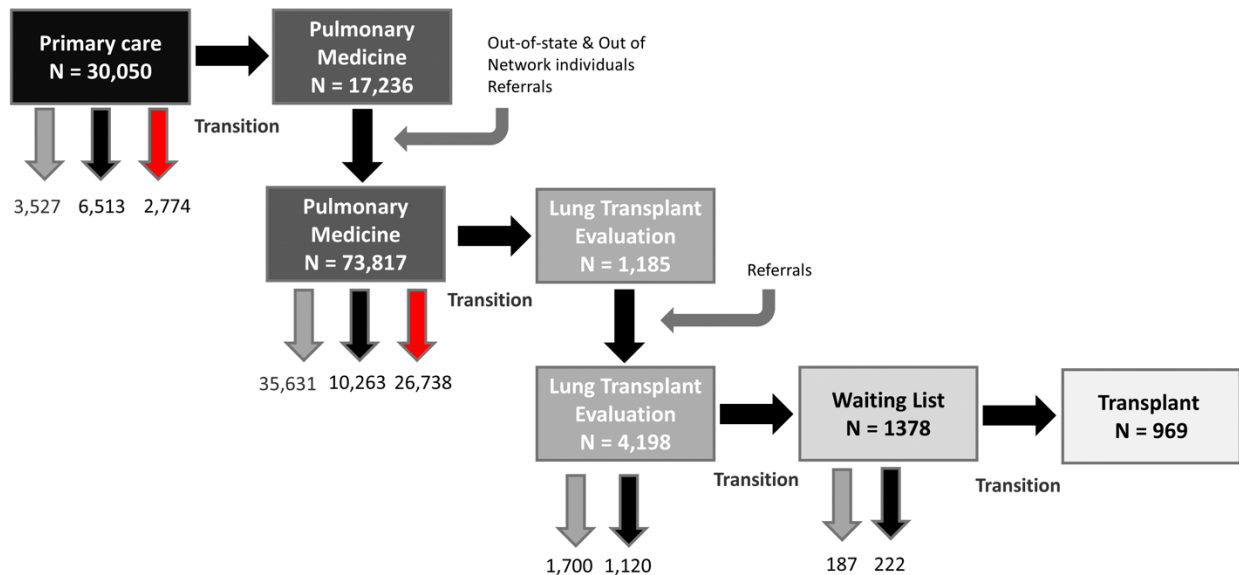 Primary care
N = 30,050
Pulmonary
Medicine
N = 17,236
Out-of-state & Out of
Network individuals
Referrals
Transition
3,527
6,513
2,774
Pulmonary
Medicine
N = 73,817
Lung Transplant
Evaluation
N = 1,185
Referrals
Transition
35,631
10,263
26,738
Lung Transplant
Evaluation
N = 4,198
Waiting List
N = 1378
Transplant
N = 969
Transition
Transition
1,700
1,120
187
222